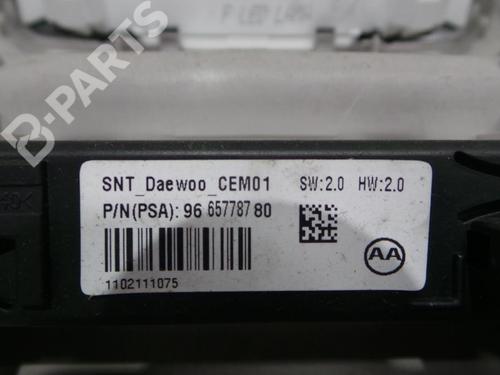 B-PARTS
SNT_Daewoo_CEM01 SW:2.0 HW:2.0
P/N(PSA): 96 657787 80
AA
1102111075